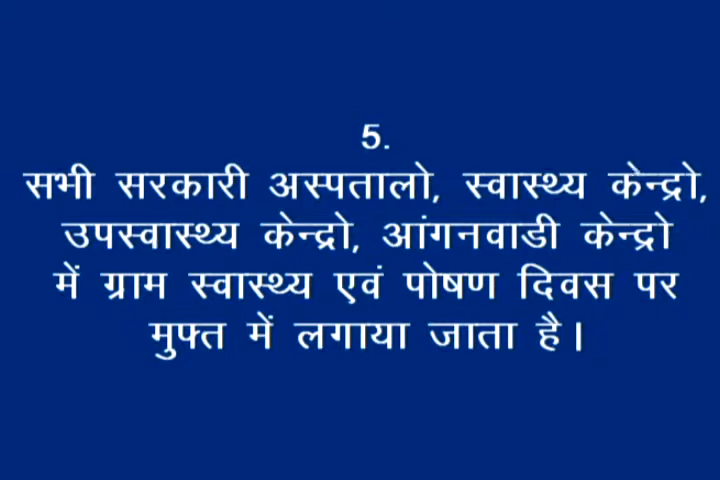 5.
सभी सरकारी अस्पतालो, स्वास्थ्य केन्द्रो,
उपस्वास्थ्य केन्द्रो, आंगनवाडी केन्द्रो
में ग्राम स्वास्थ्य एवं पोषण दिवस पर
मुफ्त में लगाया जाता है।